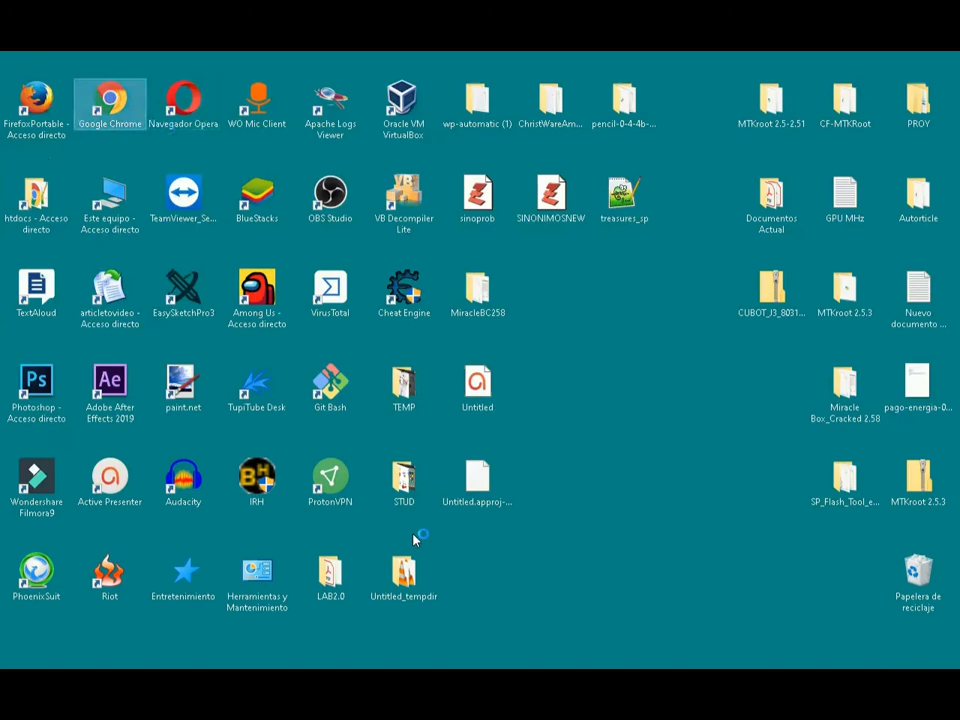 FirefoxPortable -
Acceso directo
Google Chrome
Navegador Opera
WO Mic Client
Apache Logs
Viewer
Oracle VM
VirtualBox
wp-automatic (1)
ChristWareAm...
pencil-0-4-4b-...
MTKroot 2.5-2.51
CF-MTKRoot
PROY
htdocs - Acceso
directo
Este equipo -
Acceso directo
TeamViewer_Se...
BlueStacks
OBS Studio
VB Decompiler
Lite
sinoprob
SINONIMOSNEW
treasures_sp
Documentos
Actual
GPU MHz
Autorticle
TextAloud
articletovideo -
Acceso directo
EasySketchPro3
Among Us -
Acceso directo
VirusTotal
Cheat Engine
MiracleBC258
CUBOT_J3_8031...
MTKroot 2.5.3
Nuevo
documento ...
Ps
Photoshop -
Acceso directo
Ae
Adobe After
Effects 2019
paint.net
TupiTube Desk
Git Bash
TEMP
Untitled
Miracle
Box_Cracked 2.58
pago-energia-0...
Wondershare
Filmora9
Active Presenter
Audacity
BH
IRH
ProtonVPN
STUD
Untitled.approj-...
SP_Flash_Tool_e...
MTKroot 2.5.3
PhoenixSuit
Riot
Entretenimiento
Herramientas y
Mantenimiento
LAB2.0
Untitled_tempdir
Papelera de
reciclaje